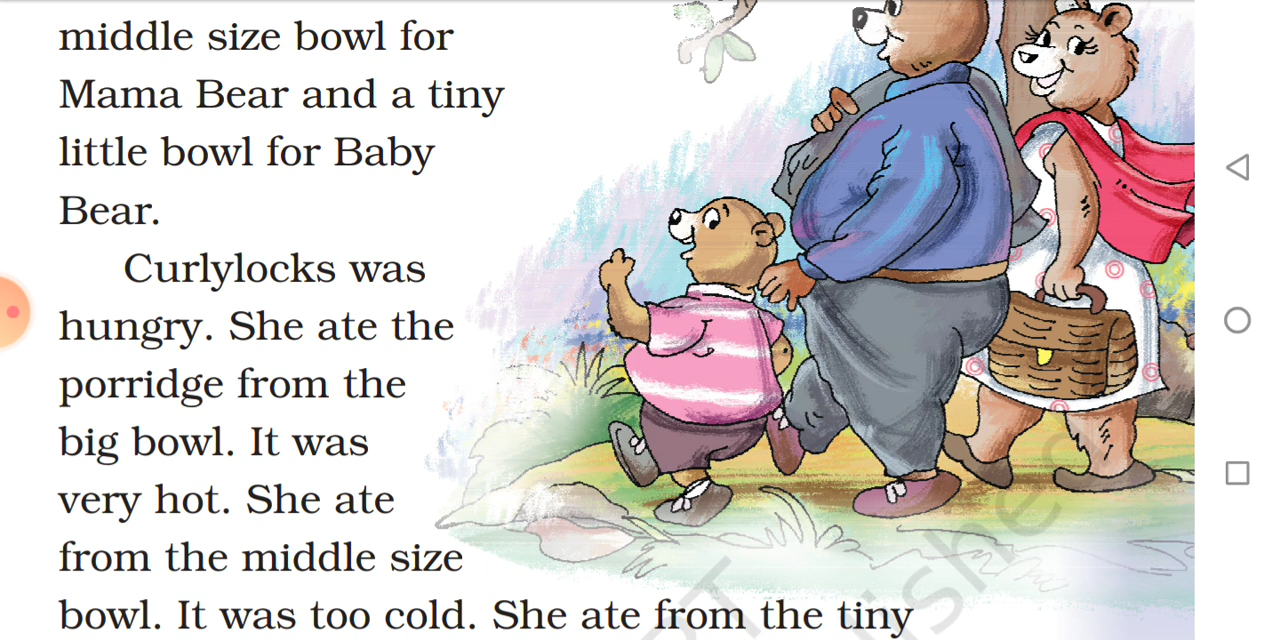 middle size bowl for
Mama Bear and a tiny
little bowl for Baby
Bear.
Curlylocks was
hungry. She ate the
porridge from the
big bowl. It was
very hot. She ate
from the middle size
bowl. It was too cold. She ate from the tiny